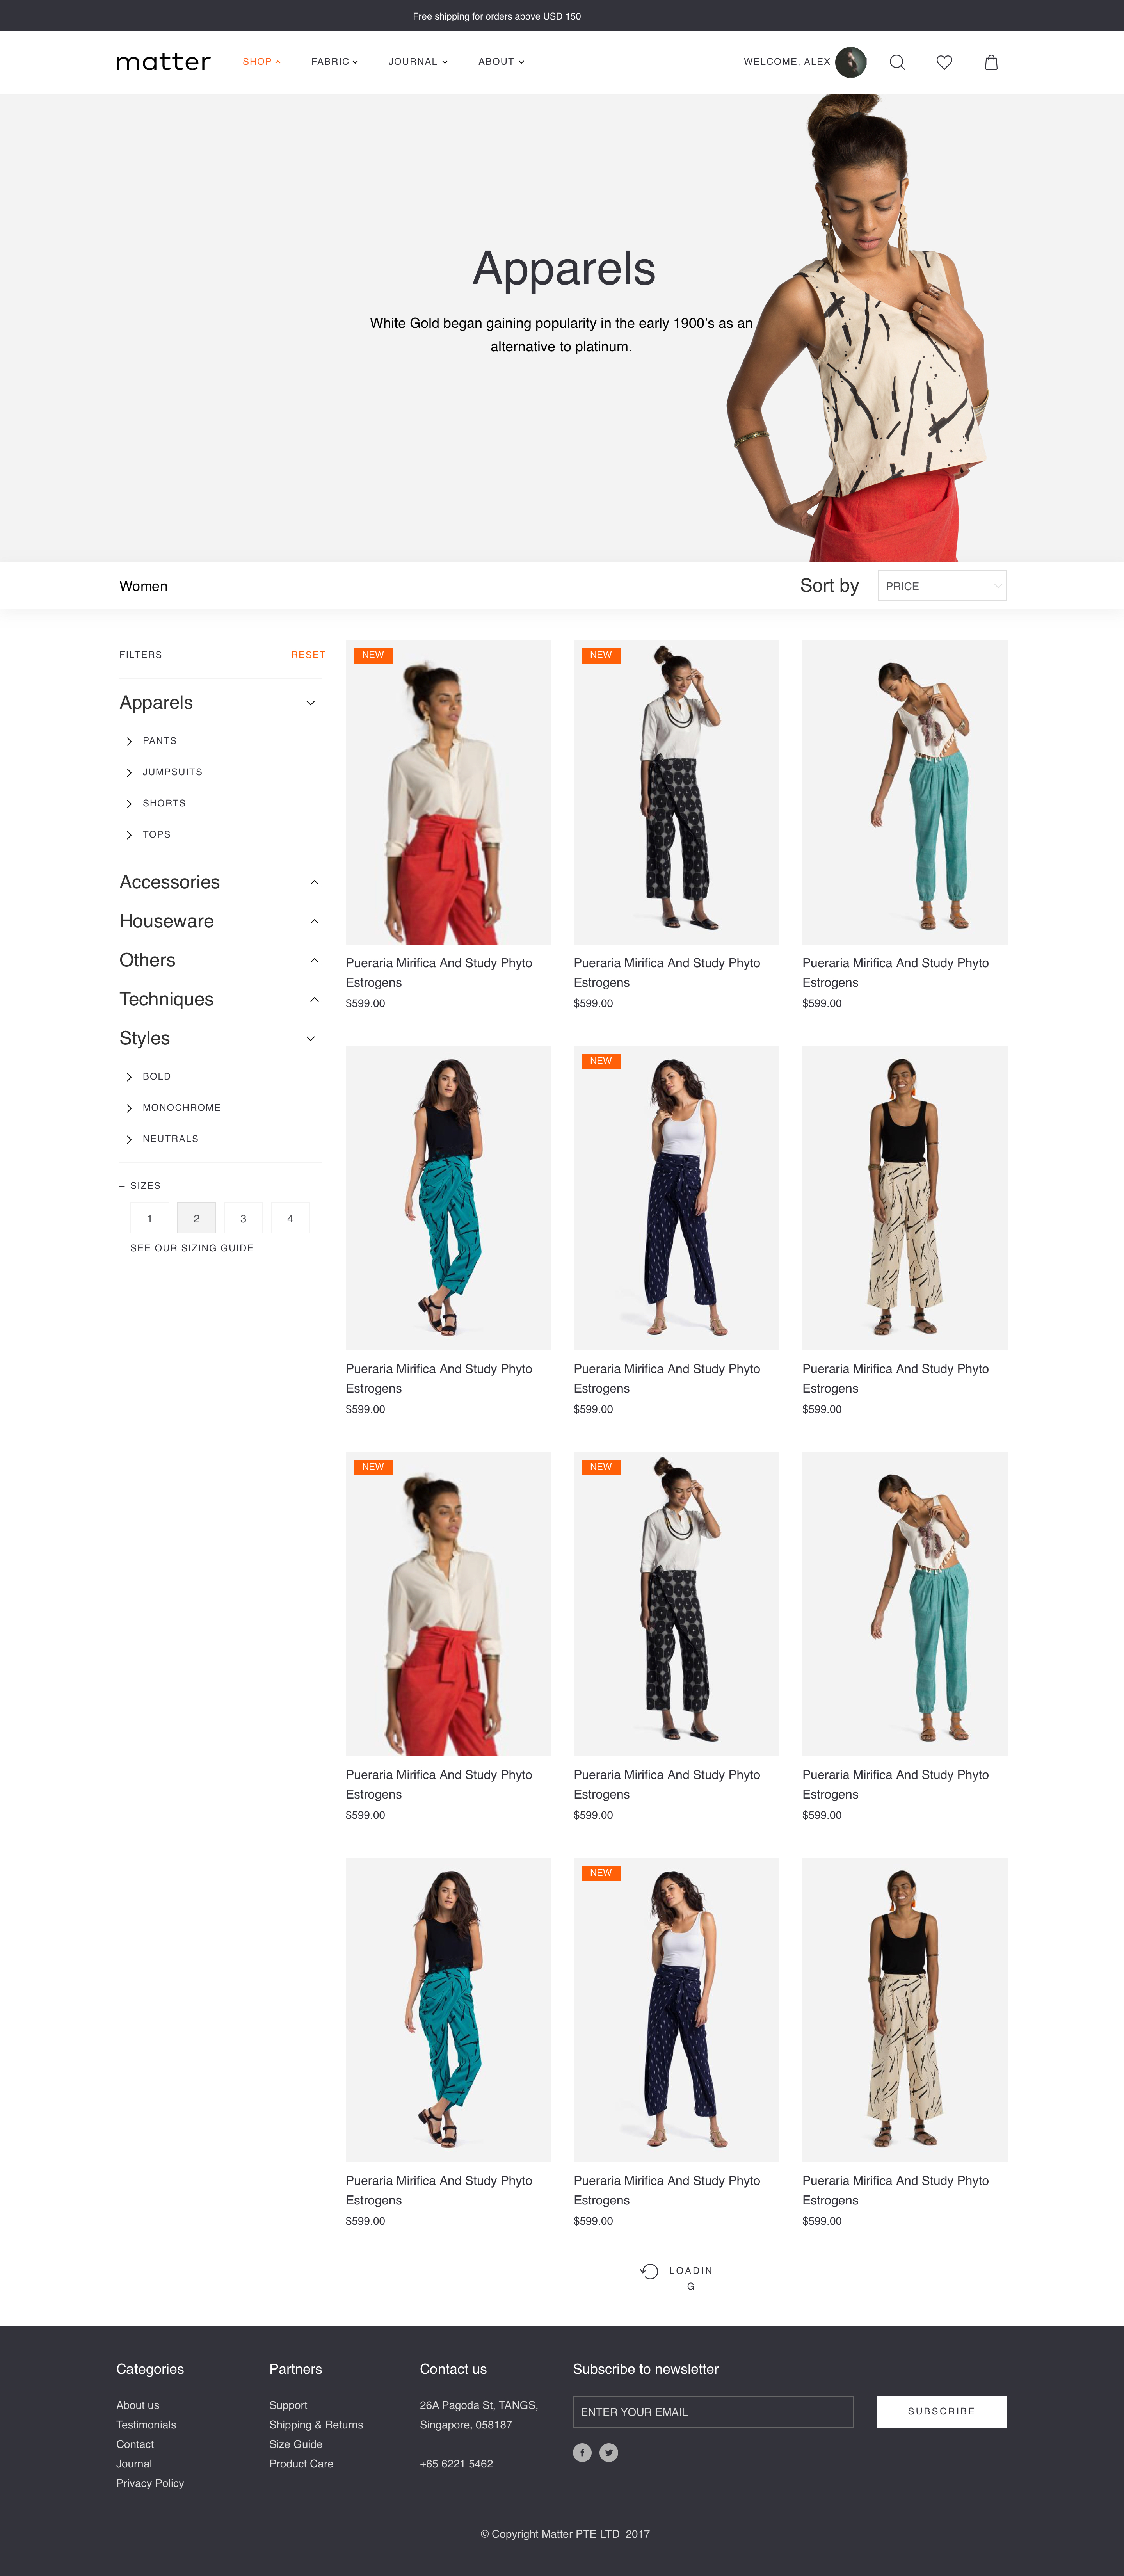 Free shipping for orders above USD 150
matter
SHOP
FABRIC
JOURNAL
ABOUT
WELCOME, ALEX
Apparels
White Gold began gaining popularity in the early 1900’s as an
alternative to platinum.
Women
Sort by
PRICE
FILTERS
RESET
Apparels
PANTS
JUMPSUITS
SHORTS
TOPS
Accessories
Houseware
Others
Techniques
Styles
BOLD
MONOCHROME
NEUTRALS
– SIZES
1
2
3
4
SEE OUR SIZING GUIDE
NEW
Pueraria Mirifica And Study Phyto
Estrogens
$599.00
NEW
Pueraria Mirifica And Study Phyto
Estrogens
$599.00
Pueraria Mirifica And Study Phyto
Estrogens
$599.00
Pueraria Mirifica And Study Phyto
Estrogens
$599.00
NEW
Pueraria Mirifica And Study Phyto
Estrogens
$599.00
Pueraria Mirifica And Study Phyto
Estrogens
$599.00
NEW
Pueraria Mirifica And Study Phyto
Estrogens
$599.00
NEW
Pueraria Mirifica And Study Phyto
Estrogens
$599.00
Pueraria Mirifica And Study Phyto
Estrogens
$599.00
Pueraria Mirifica And Study Phyto
Estrogens
$599.00
NEW
Pueraria Mirifica And Study Phyto
Estrogens
$599.00
Pueraria Mirifica And Study Phyto
Estrogens
$599.00
LOADIN
G
Categories
About us
Testimonials
Contact
Journal
Privacy Policy
Partners
Support
Shipping & Returns
Size Guide
Product Care
Contact us
26A Pagoda St, TANGS,
Singapore, 058187
+65 6221 5462
Subscribe to newsletter
ENTER YOUR EMAIL
SUBSCRIBE
© Copyright Matter PTE LTD  2017